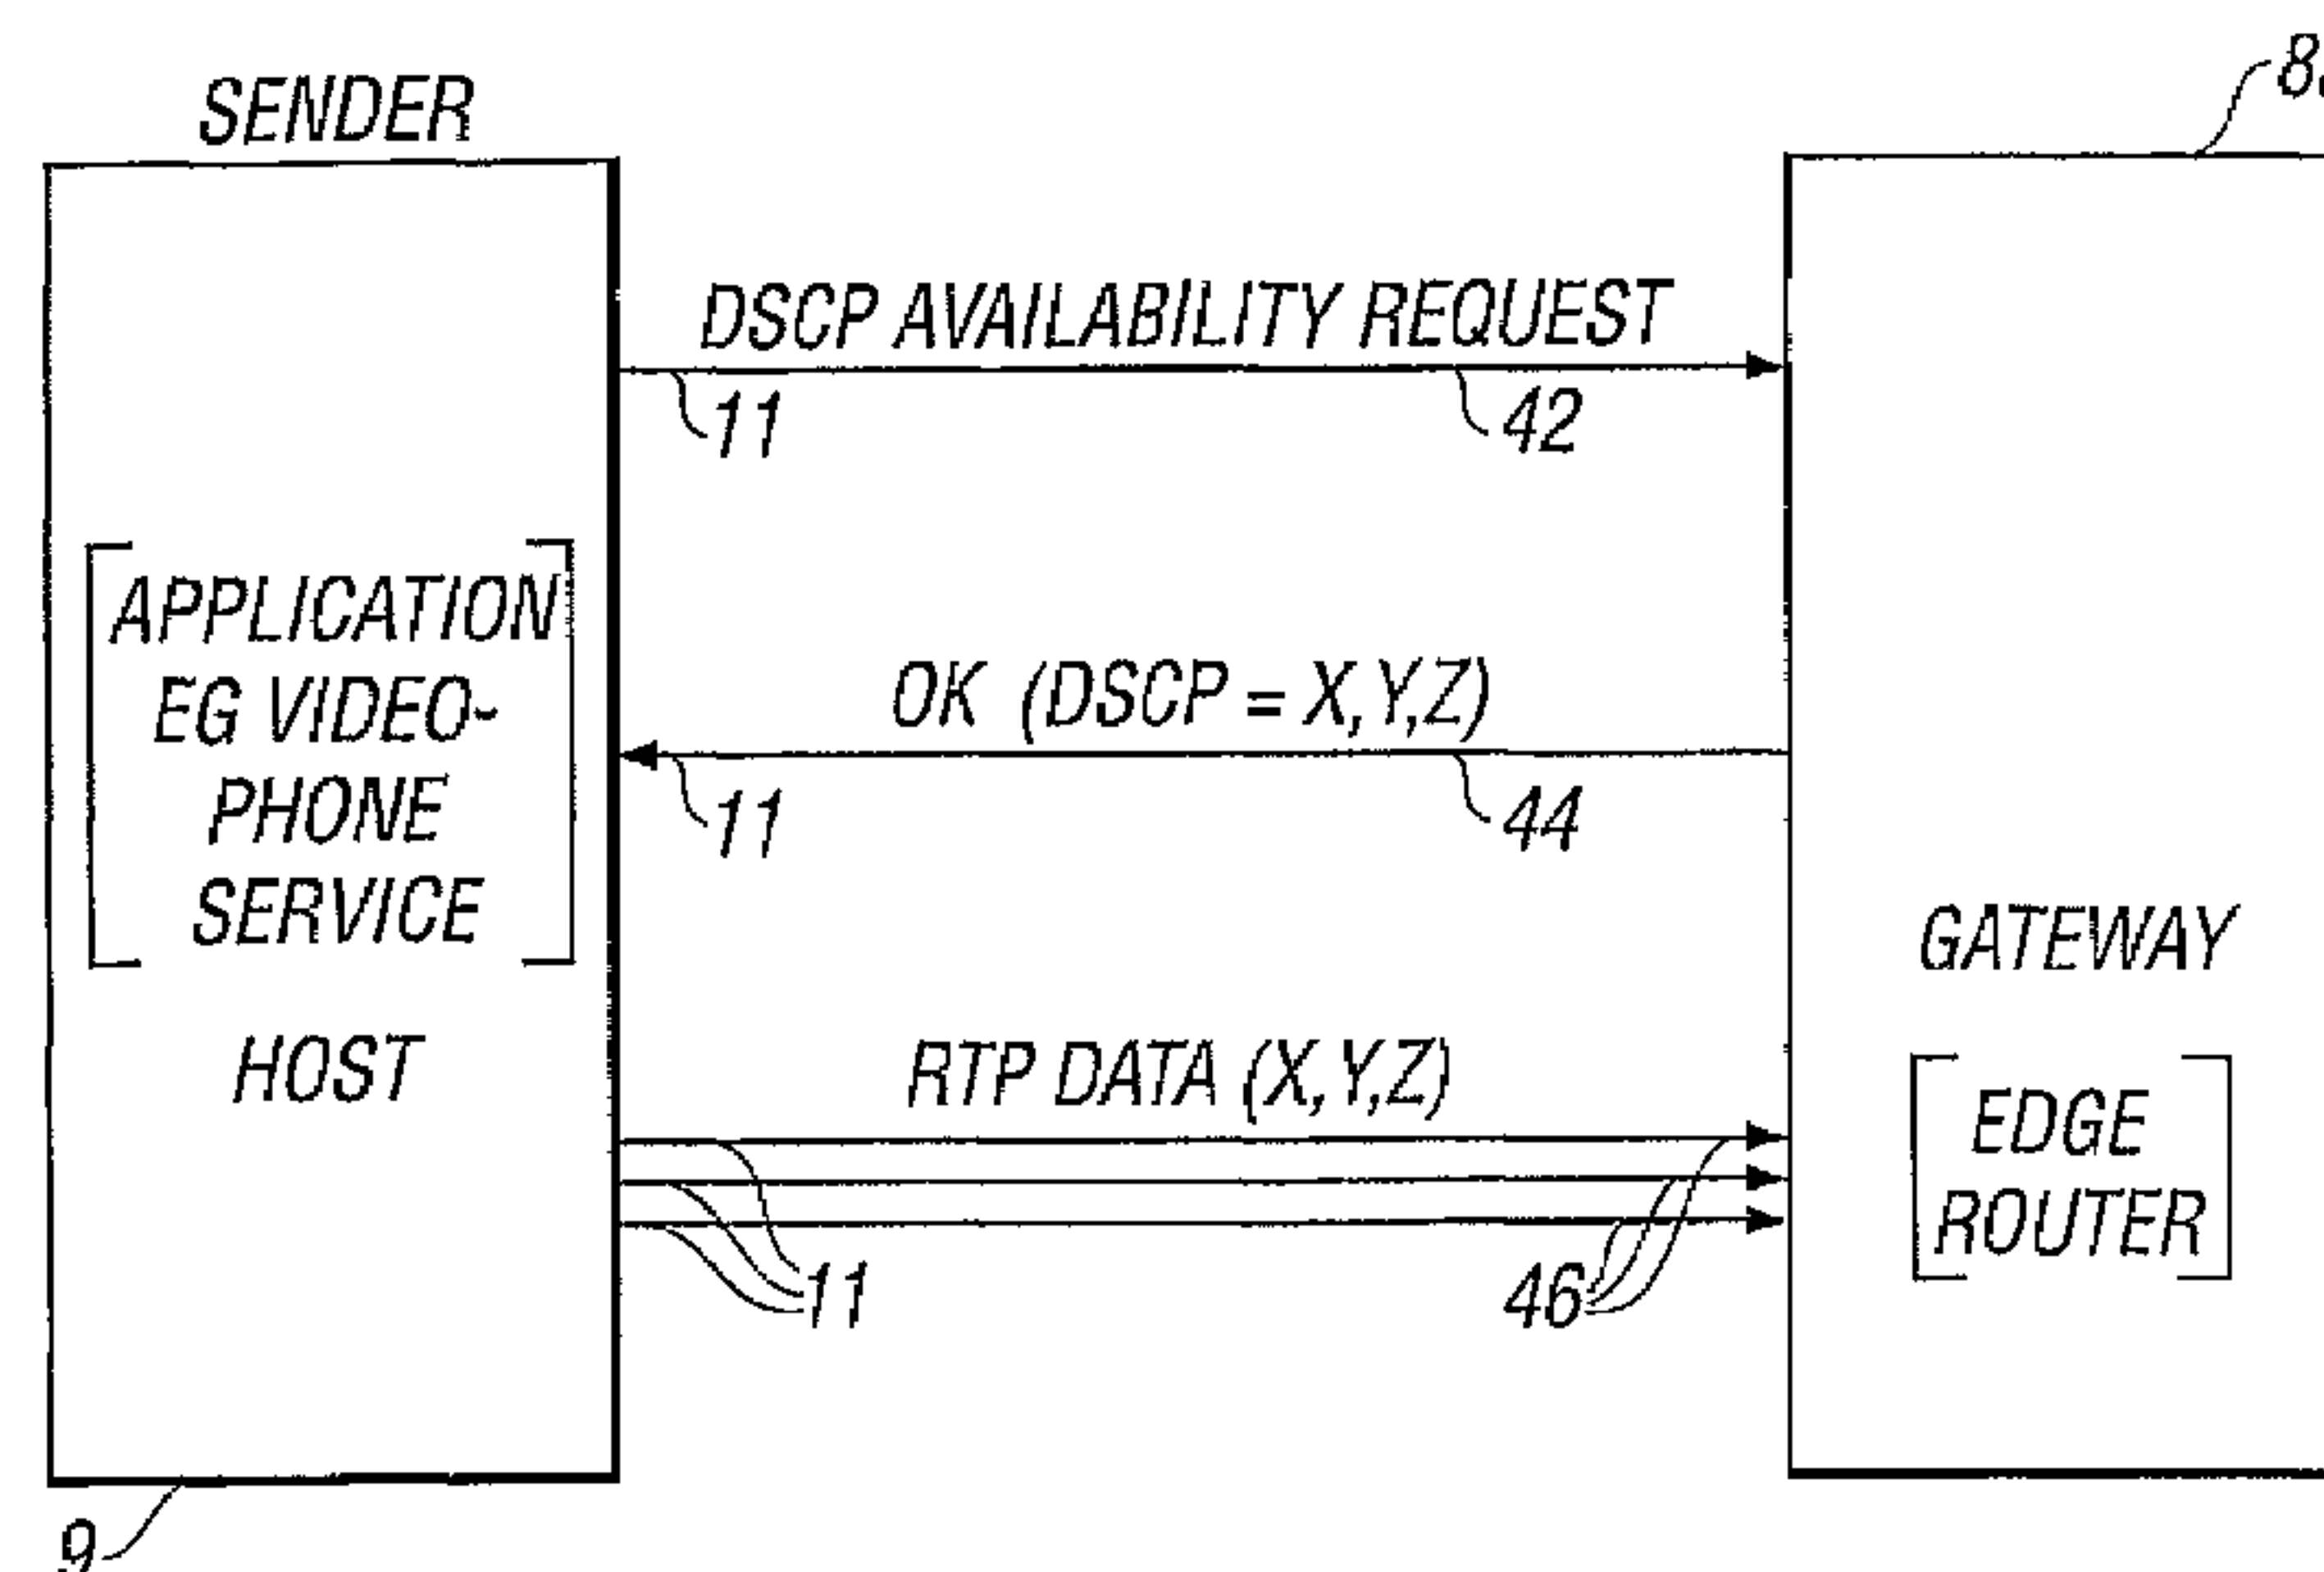 SENDER
DSCP AVAILABILITY REQUEST
11
42
APPLICATION
EG VIDEO-
PHONE
SERVICE
HOST
OK (DSCP = X,Y,Z)
11
44
RTP DATA (X,Y,Z)
11
46
GATEWAY
EDGE
ROUTER
9